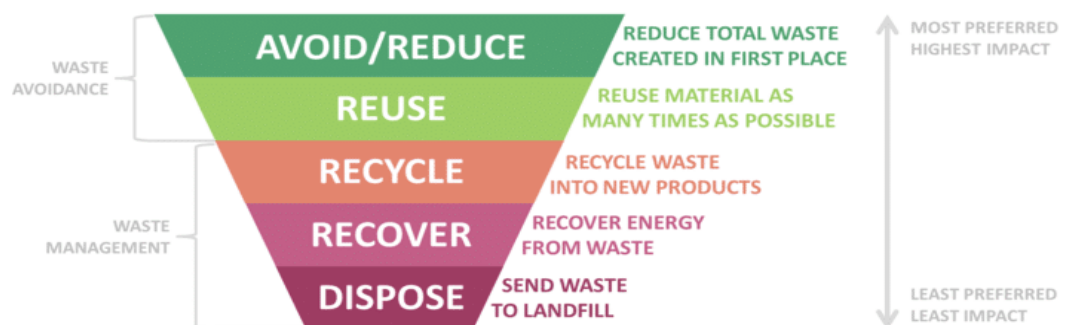 WASTE
AVOIDANCE
AVOID/REDUCE
REDUCE TOTAL WASTE
CREATED IN FIRST PLACE
MOST PREFERRED
HIGHEST IMPACT
REUSE
REUSE MATERIAL AS
MANY TIMES AS POSSIBLE
WASTE
MANAGEMENT
RECYCLE
RECYCLE WASTE
INTO NEW PRODUCTS
RECOVER
RECOVER ENERGY
FROM WASTE
DISPOSE
SEND WASTE
TO LANDFILL
LEAST PREFERRED
LEAST IMPACT